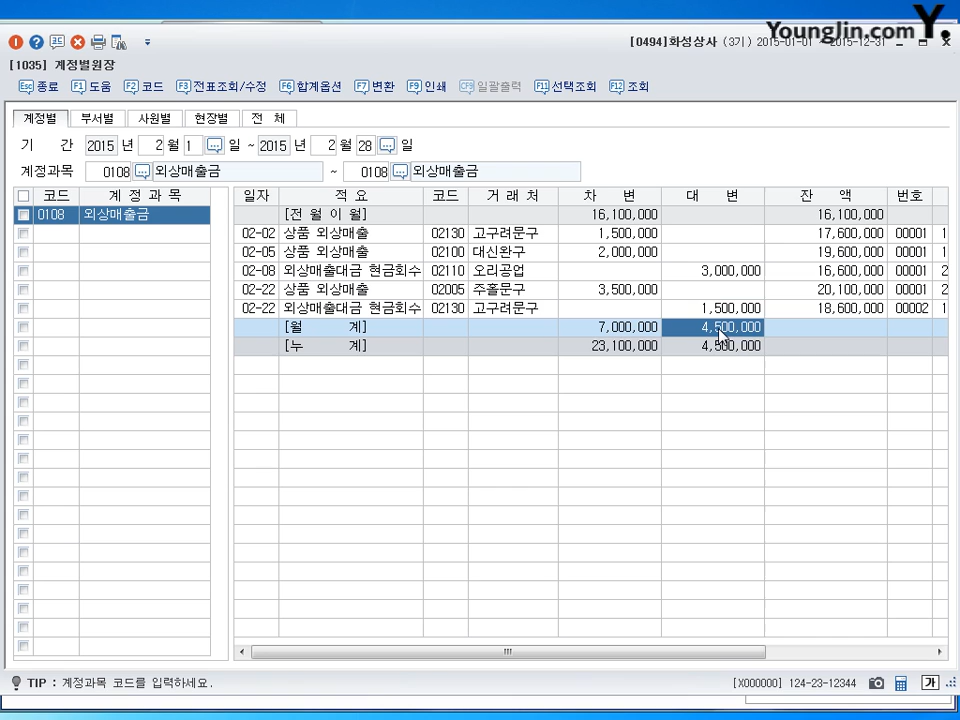 YoungJin.com Y.
[0494]화성상사 (3기) 2015-01-01 ~ 2015-12-31
[1035] 계정별원장
Esc 종료 F1 도움 F2 코드 F3 전표조회/수정 F6 합계옵션 F7 변환 F9 인쇄 CF9 일괄출력 F11 선택조회 F12 조회
계정별 부서별 사원별 현장별 전 체
기 간 2015 년 2 월 1 일 ~ 2015 년 2 월 28 일
계정과목 0108 외상매출금 ~ 0108 외상매출금
코드 계 정 과 목 일자 적 요 코드 거 래 처 차 변 대 변 잔 액 번호
0108 외상매출금 [전 월 이 월] 16,100,000 16,100,000
02-02 상품 외상매출 02130 고구려문구 1,500,000 17,600,000 00001 1
02-05 상품 외상매출 02100 대신완구 2,000,000 19,600,000 00001 1
02-08 외상매출대금 현금회수 02110 오리공업 3,000,000 16,600,000 00001 2
02-22 상품 외상매출 02005 주홀문구 3,500,000 20,100,000 00001 2
02-22 외상매출대금 현금회수 02130 고구려문구 1,500,000 18,600,000 00002 1
[월 계] 7,000,000 4,500,000
[누 계] 23,100,000 4,500,000
TIP : 계정과목 코드를 입력하세요. [X000000] 124-23-12344 가